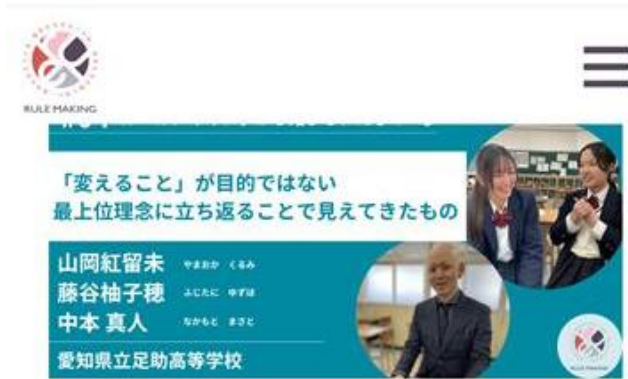 RULE MAKING
「変えること」が目的ではない
最上位理念に立ち返ることで見えてきたもの
山岡紅留未 やまおか くるみ
藤谷柚子穂 ふじたに ゆずほ
中本 真人 なかもと まさと
愛知県立足助高等学校
RULE MAKING